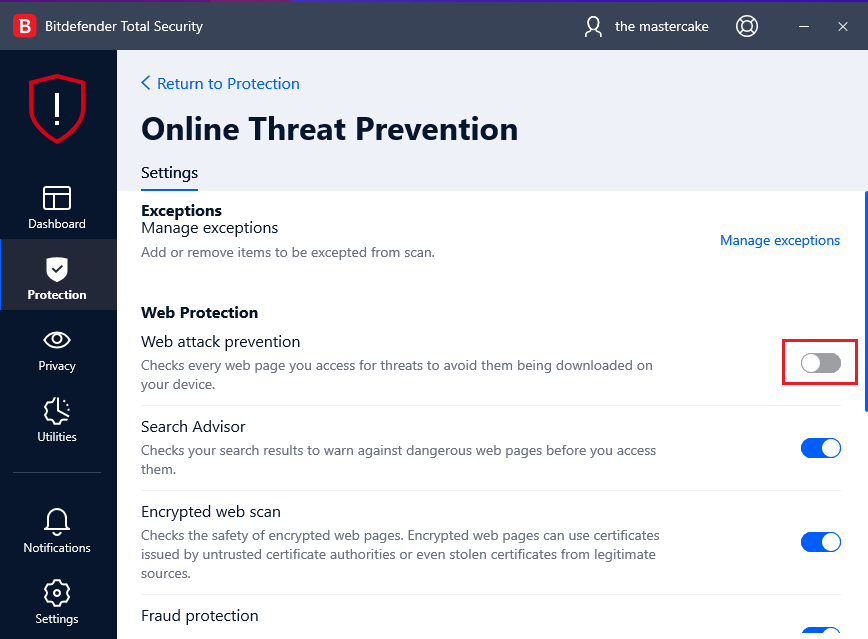 B Bitdefender Total Security
the mastercake
Return to Protection
Online Threat Prevention
Settings
Dashboard
Protection
Privacy
Utilities
Notifications
Settings
Exceptions
Manage exceptions
Add or remove items to be excepted from scan.
Manage exceptions
Web Protection
Web attack prevention
Checks every web page you access for threats to avoid them being downloaded on
your device.
Search Advisor
Checks your search results to warn against dangerous web pages before you access
them.
Encrypted web scan
Checks the safety of encrypted web pages. Encrypted web pages can use certificates
issued by untrusted certificate authorities or even stolen certificates from legitimate
sources.
Fraud protection